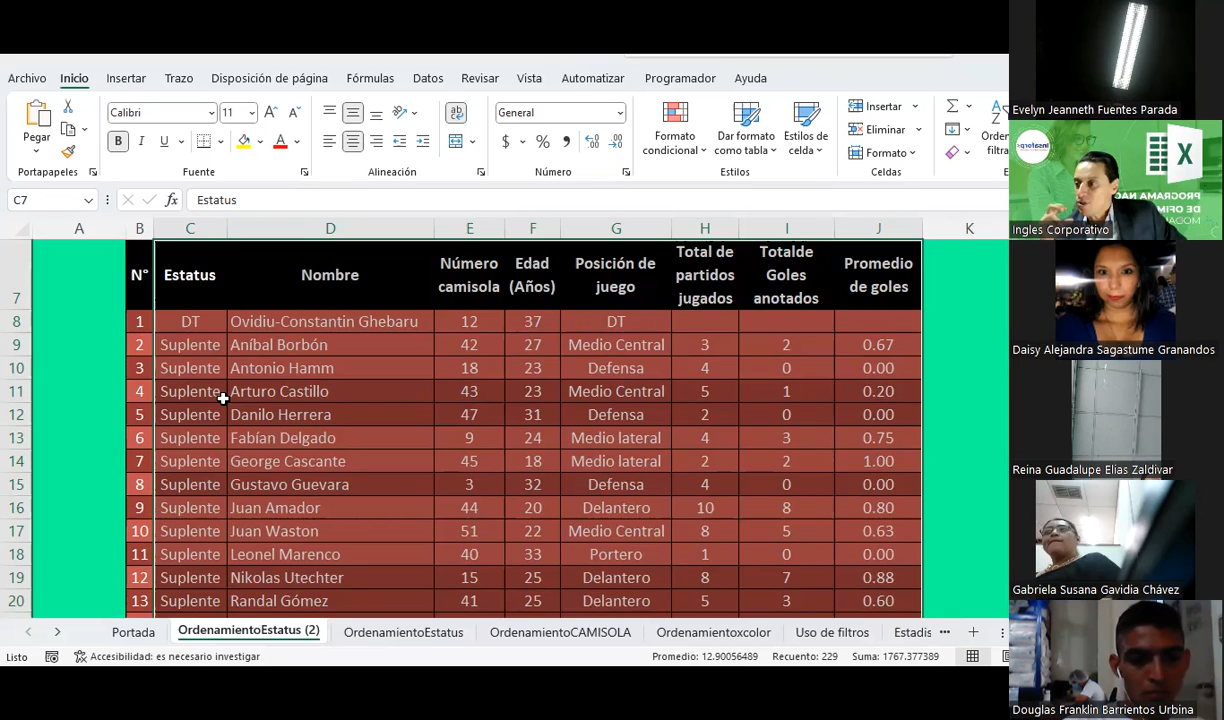 Archivo Inicio Insertar Trazo Disposición de página Fórmulas Datos Revisar Vista Automatizar Programador Ayuda
Pegar
Calibri 11
General
Formato condicional
Dar formato como tabla
Estilos de celda
Insertar
Eliminar
Formato
Portapapeles Fuente Alineación Número Estilos Celdas
C7 Estatus
A B C D E F G H I J K
7 N° Estatus Nombre Número camisola Edad (Años) Posición de juego Total de partidos jugados Totalde Goles anotados Promedio de goles
8 1 DT Ovidiu-Constantin Ghebaru 12 37 DT
9 2 Suplente Aníbal Borbón 42 27 Medio Central 3 2 0.67
10 3 Suplente Antonio Hamm 18 23 Defensa 4 0 0.00
11 4 Suplente Arturo Castillo 43 23 Medio Central 5 1 0.20
12 5 Suplente Danilo Herrera 47 31 Defensa 2 0 0.00
13 6 Suplente Fabían Delgado 9 24 Medio lateral 4 3 0.75
14 7 Suplente George Cascante 45 18 Medio lateral 2 2 1.00
15 8 Suplente Gustavo Guevara 3 32 Defensa 4 0 0.00
16 9 Suplente Juan Amador 44 20 Delantero 10 8 0.80
17 10 Suplente Juan Waston 51 22 Medio Central 8 5 0.63
18 11 Suplente Leonel Marenco 40 33 Portero 1 0 0.00
19 12 Suplente Nikolas Utechter 15 25 Delantero 8 7 0.88
20 13 Suplente Randal Gómez 41 25 Delantero 5 3 0.60
Portada OrdenamientoEstatus (2) OrdenamientoEstatus OrdenamientoCAMISOLA Ordenamientoxcolor Uso de filtros Estadis
Listo Accesibilidad: es necesario investigar Promedio: 12.90056489 Recuento: 229 Suma: 1767.377389
Evelyn Jeanneth Fuentes Parada
Ingles Corporativo
Daisy Alejandra Sagastume Granandos
Reina Guadalupe Elias Zaldivar
Gabriela Susana Gavidia Chávez
Douglas Franklin Barrientos Urbina